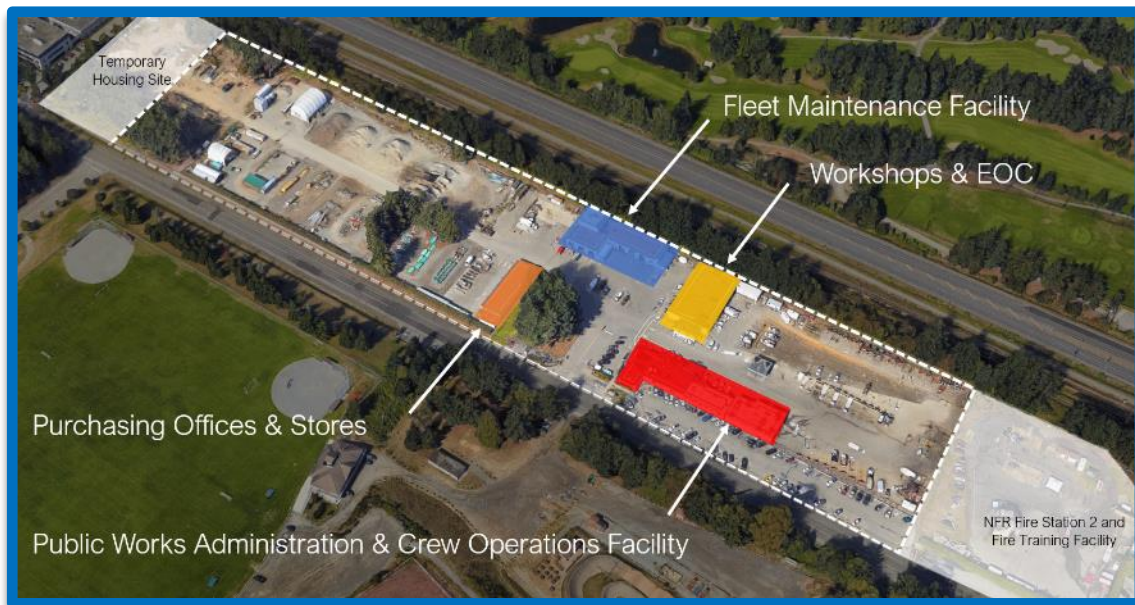 Temporary
Housing Site
Fleet Maintenance Facility
Workshops & EOC
Purchasing Offices & Stores
Public Works Administration & Crew Operations Facility
NFR Fire Station 2 and
Fire Training Facility